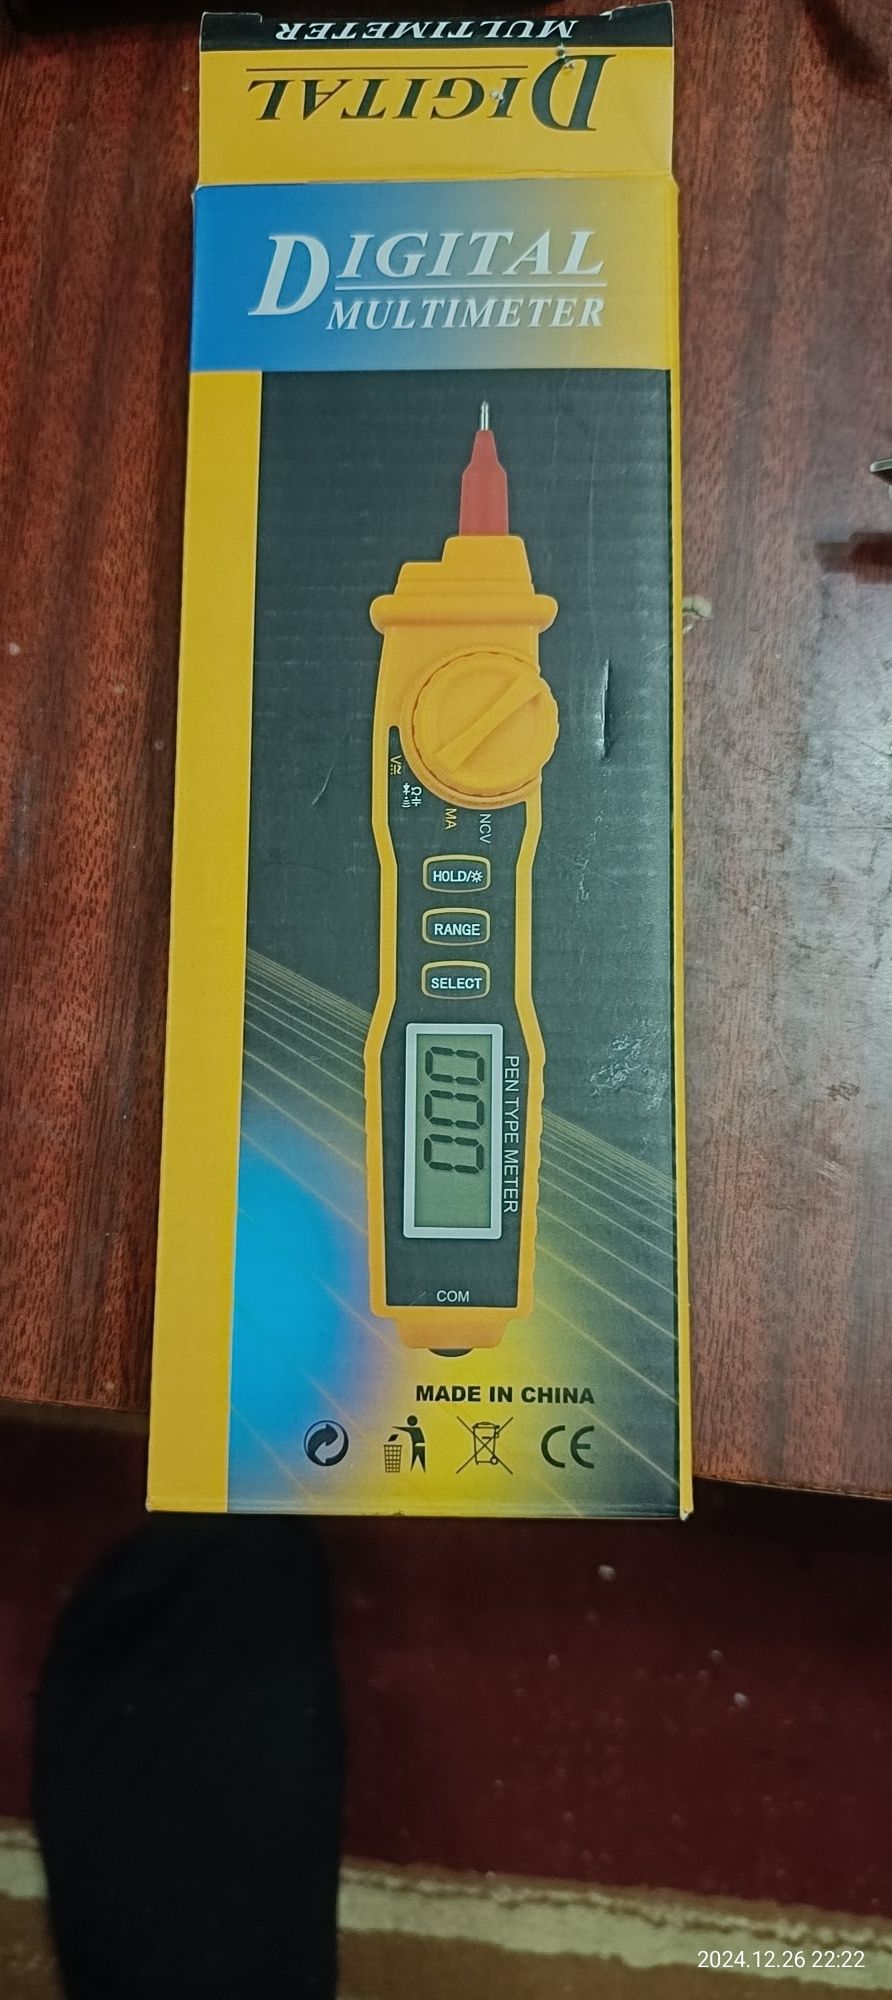 MULTIMETER
DIGITAL
DIGITAL
MULTIMETER
V
Ω
MA
NCV
HOLD/
RANGE
SELECT
000
PEN TYPE METER
COM
MADE IN CHINA
CE
2024.12.26 22:22